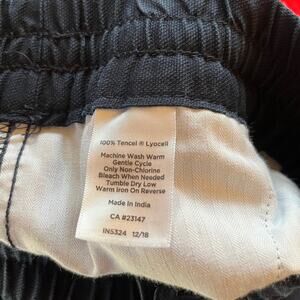 100% Tencel ® Lyocell
Machine Wash Warm
Gentle Cycle
Only Non-Chlorine
Bleach When Needed
Tumble Dry Low
Warm Iron On Reverse
Made In India
CA #23147
IN5324 12/18